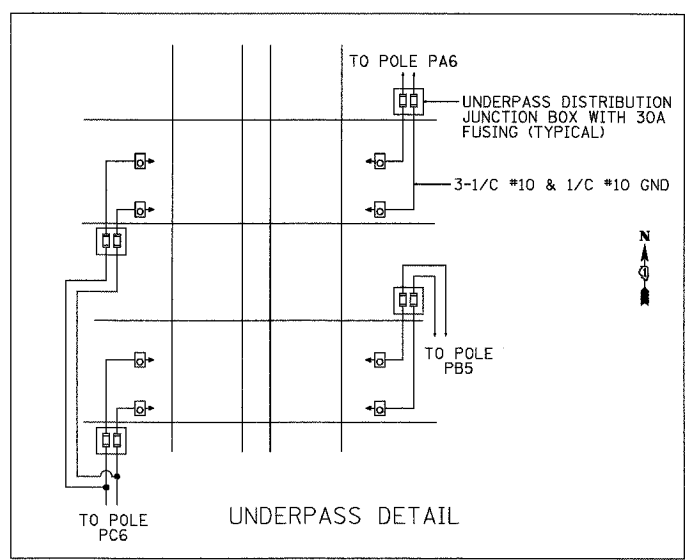 TO POLE PA6
UNDERPASS DISTRIBUTION
JUNCTION BOX WITH 30A
FUSING (TYPICAL)
3-1/C #10 & 1/C #10 GND
N
TO POLE
PB5
TO POLE
PC6
UNDERPASS DETAIL